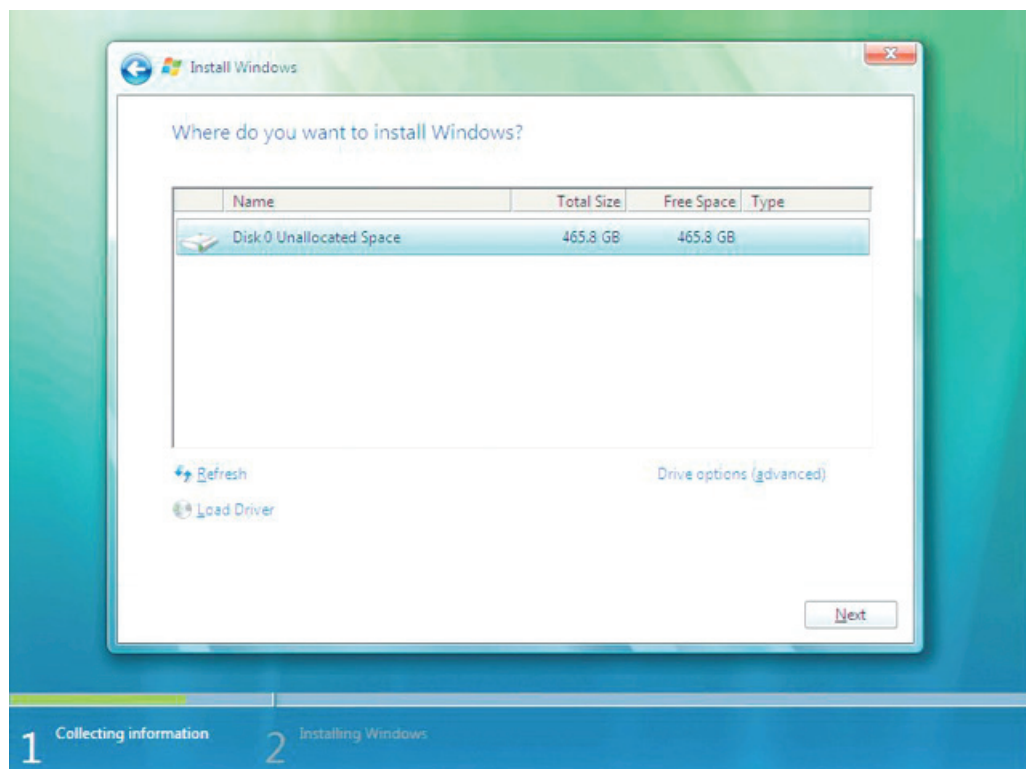 Install Windows
Where do you want to install Windows?
Name Total Size Free Space Type
Disk 0 Unallocated Space 465.8 GB 465.8 GB
Refresh Drive options (advanced)
Load Driver
Next
1 Collecting information 2 Installing Windows